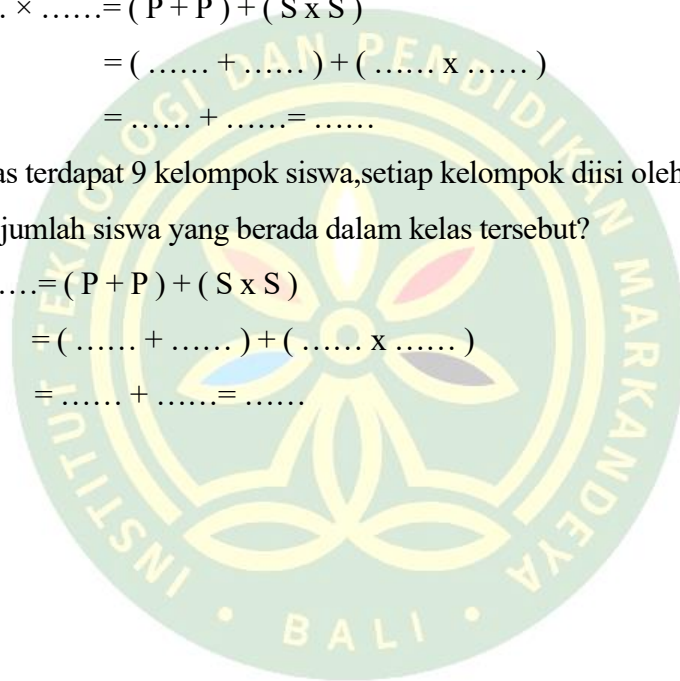 . × ……= ( P + P ) + ( S x S )
= ( …… + …… ) + ( …… x …… )
= …… + ……= ……
as terdapat 9 kelompok siswa,setiap kelompok diisi oleh
jumlah siswa yang berada dalam kelas tersebut?
….= ( P + P ) + ( S x S )
= ( …… + …… ) + ( …… x …… )
= …… + ……= ……
INSTITUT TEKNOLOGI DAN PENDIDIKAN MARKANDEYA
• BALI •